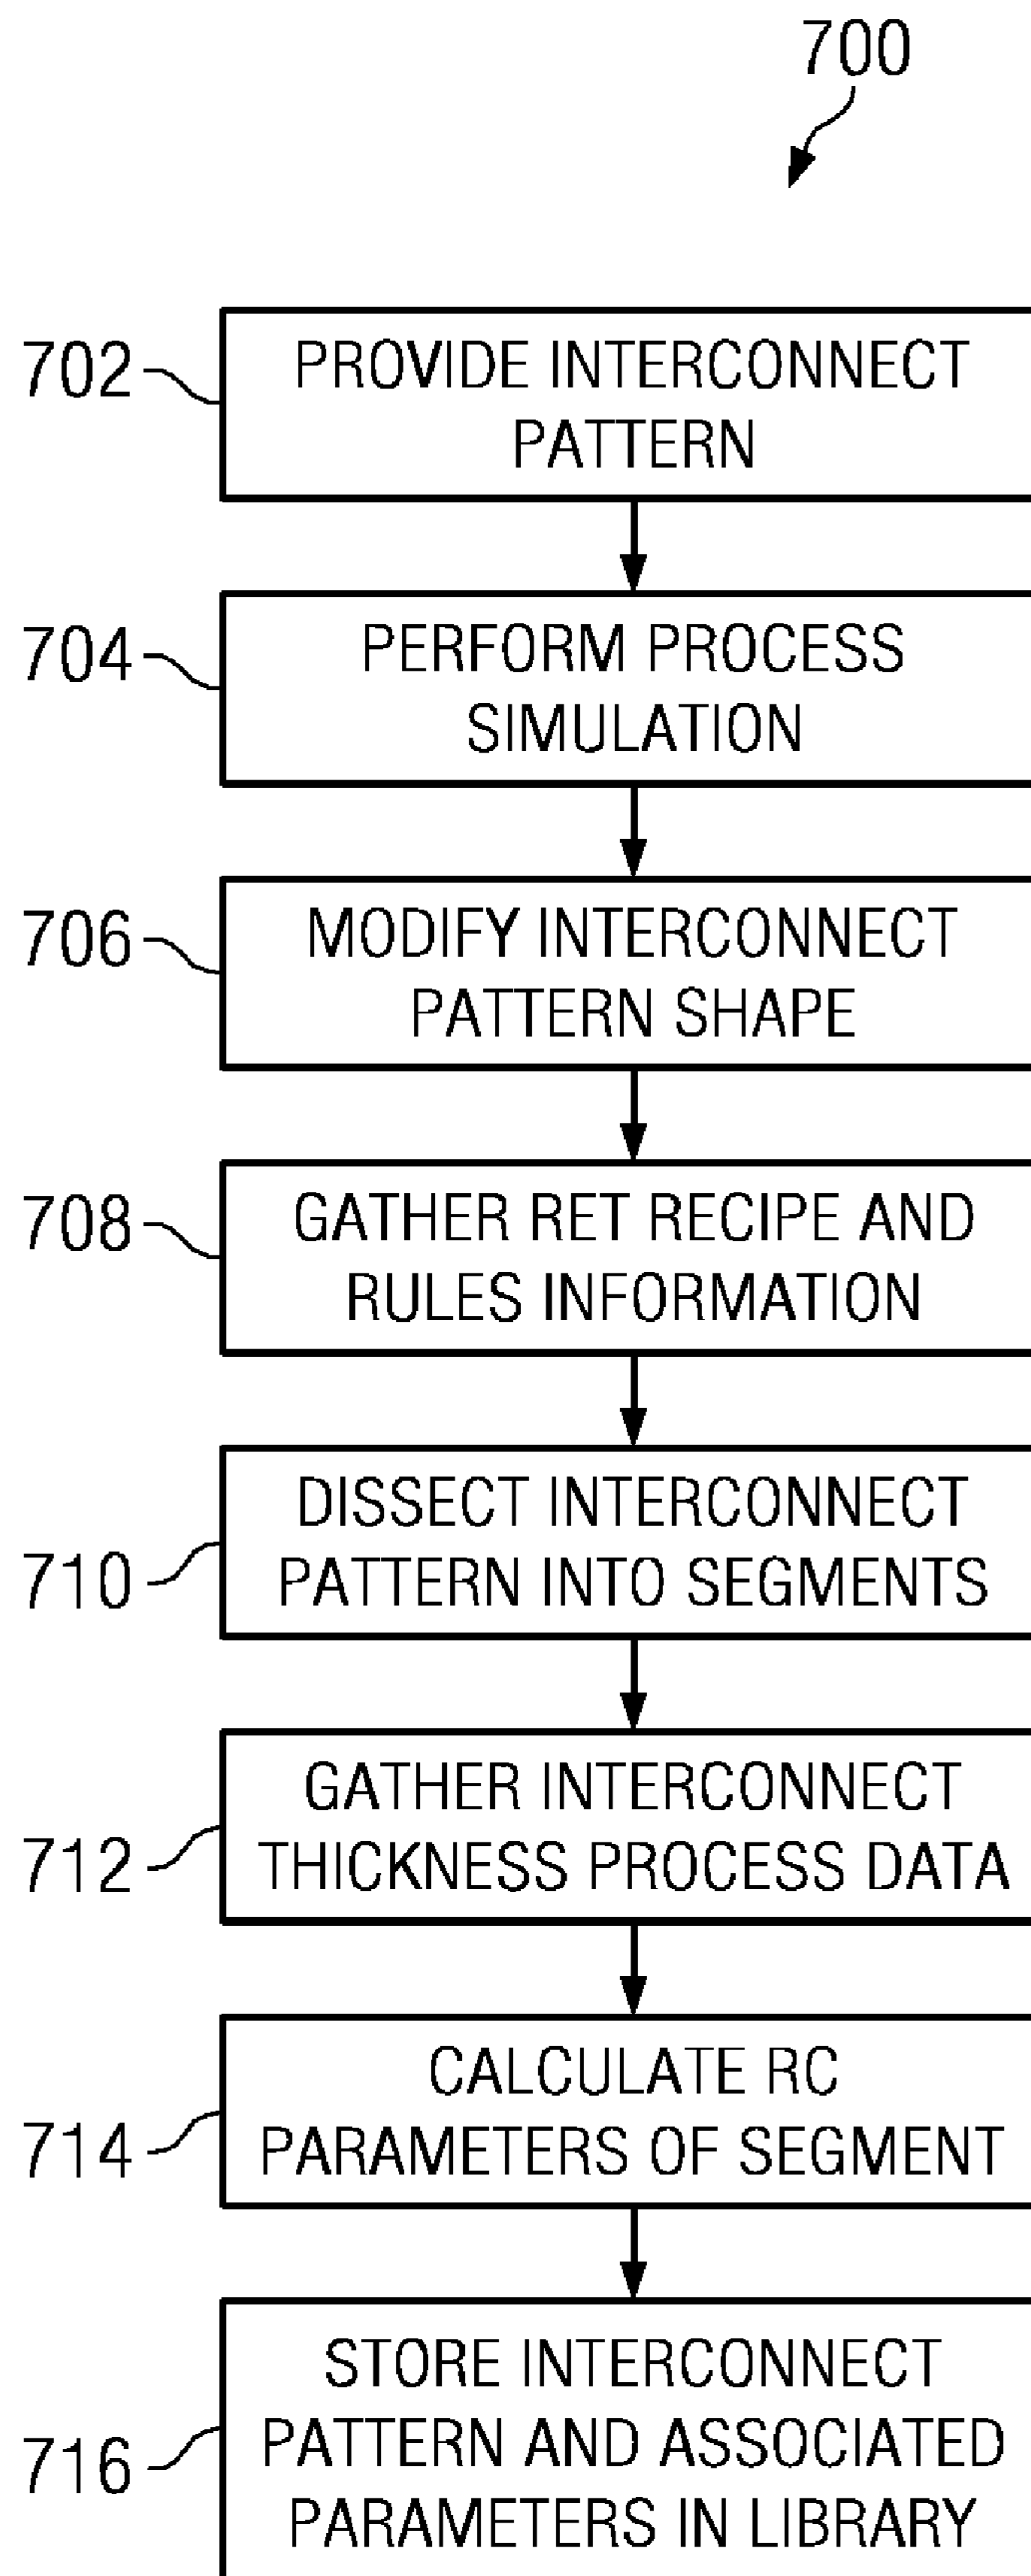 700
702
PROVIDE INTERCONNECT
PATTERN
704
PERFORM PROCESS
SIMULATION
706
MODIFY INTERCONNECT
PATTERN SHAPE
708
GATHER RET RECIPE AND
RULES INFORMATION
710
DISSECT INTERCONNECT
PATTERN INTO SEGMENTS
712
GATHER INTERCONNECT
THICKNESS PROCESS DATA
714
CALCULATE RC
PARAMETERS OF SEGMENT
716
STORE INTERCONNECT
PATTERN AND ASSOCIATED
PARAMETERS IN LIBRARY